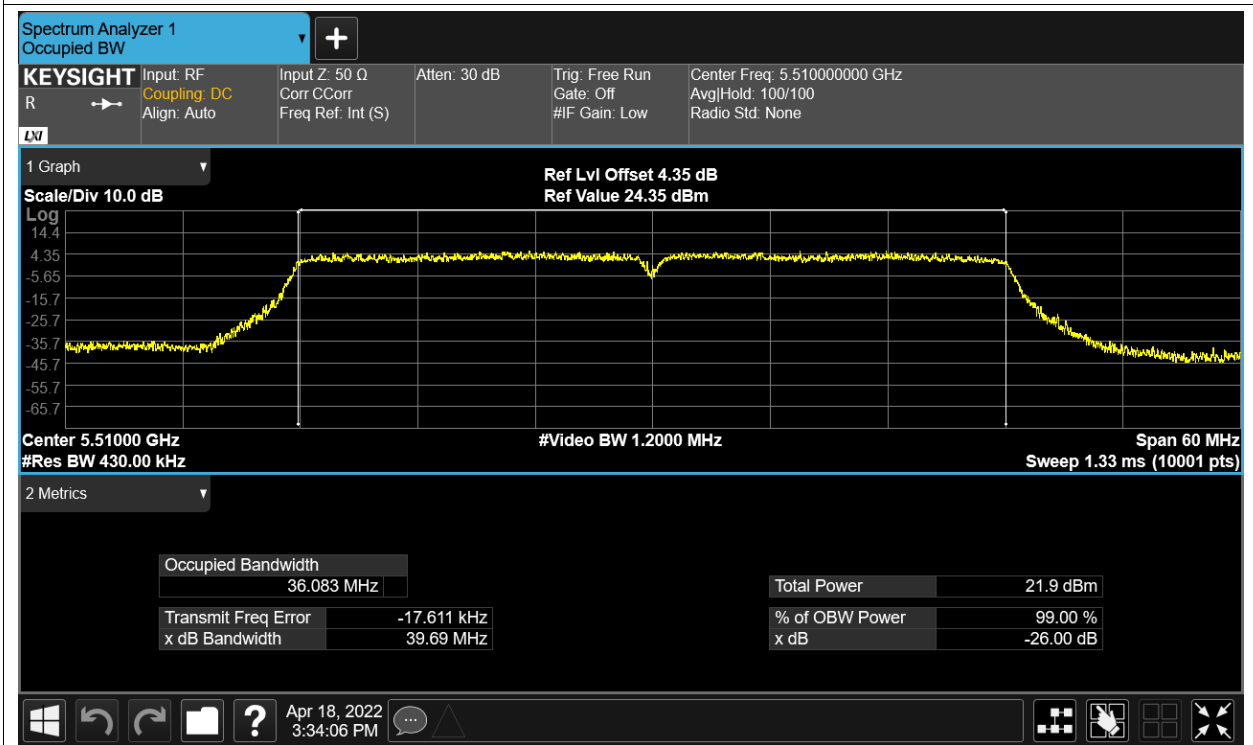 Spectrum Analyzer 1
Occupied BW
KEYSIGHT
R
LXI
Input: RF
Coupling: DC
Align: Auto
Input Z: 50 Ω
Corr CCorr
Freq Ref: Int (S)
Atten: 30 dB
Trig: Free Run
Gate: Off
#IF Gain: Low
Center Freq: 5.510000000 GHz
Avg|Hold: 100/100
Radio Std: None
1 Graph
Scale/Div 10.0 dB
Ref Lvl Offset 4.35 dB
Ref Value 24.35 dBm
Log
14.4
4.35
-5.65
-15.7
-25.7
-35.7
-45.7
-55.7
-65.7
Center 5.51000 GHz
#Video BW 1.2000 MHz
Span 60 MHz
#Res BW 430.00 kHz
Sweep 1.33 ms (10001 pts)
2 Metrics
Occupied Bandwidth
36.083 MHz
Total Power 21.9 dBm
Transmit Freq Error -17.611 kHz
% of OBW Power 99.00 %
x dB Bandwidth 39.69 MHz
x dB -26.00 dB
?
Apr 18, 2022
3:34:06 PM